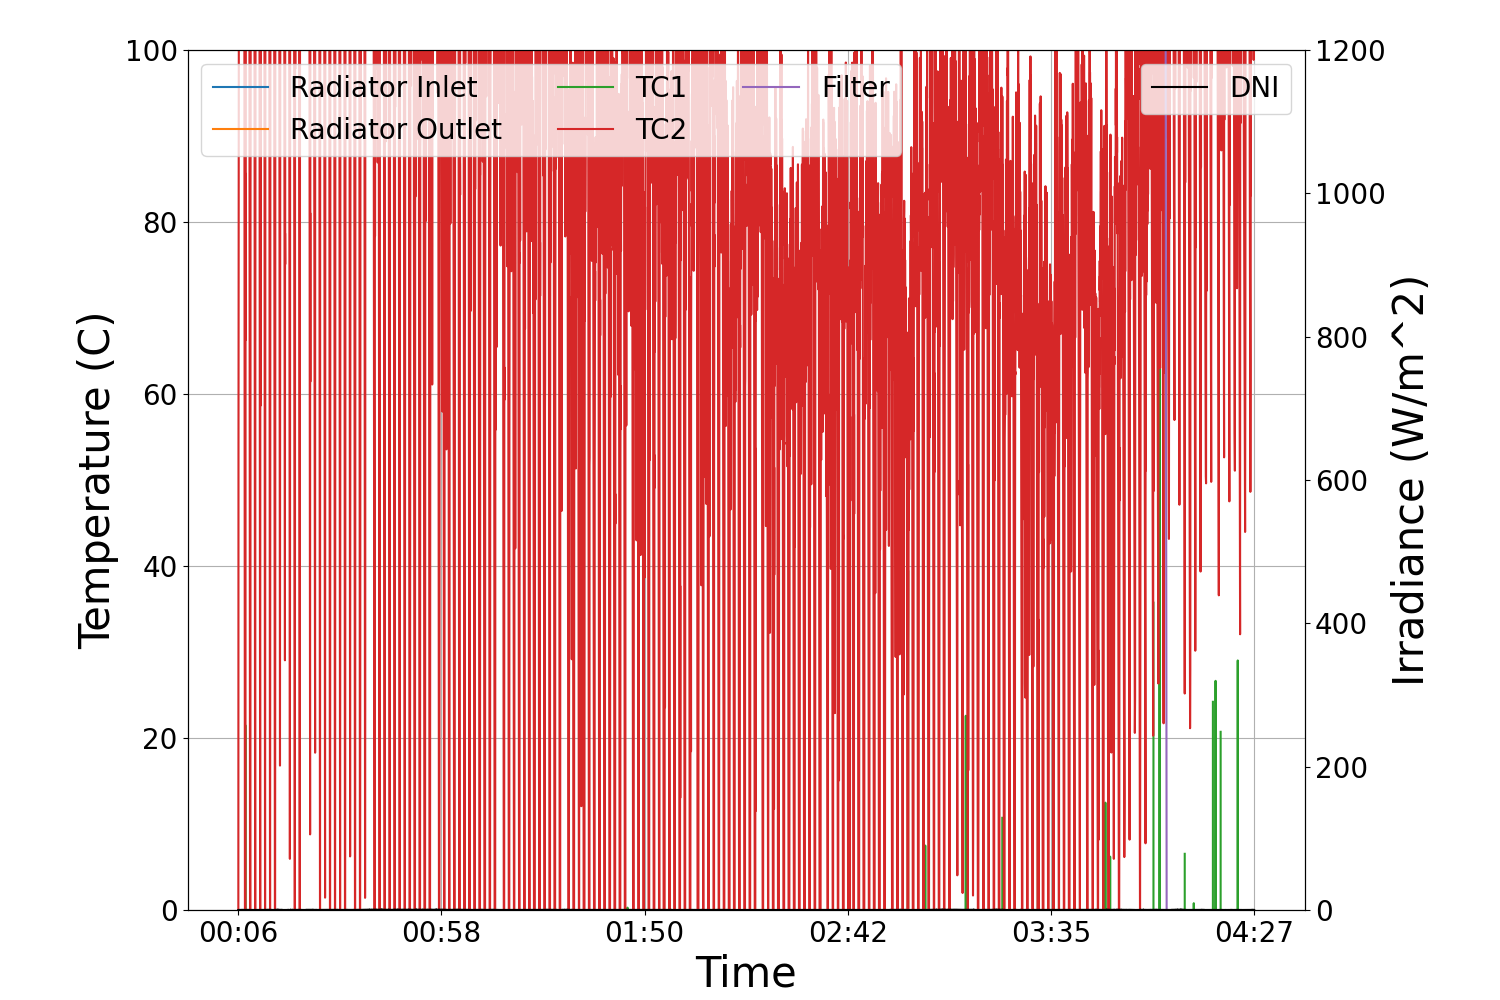 100
80
60
40
20
0
Temperature (C)
Radiator Inlet
Radiator Outlet
TC1
TC2
Filter
DNI
1200
1000
800
600
400
200
0
Irradiance (W/m^2)
00:06
00:58
01:50
02:42
03:35
04:27
Time